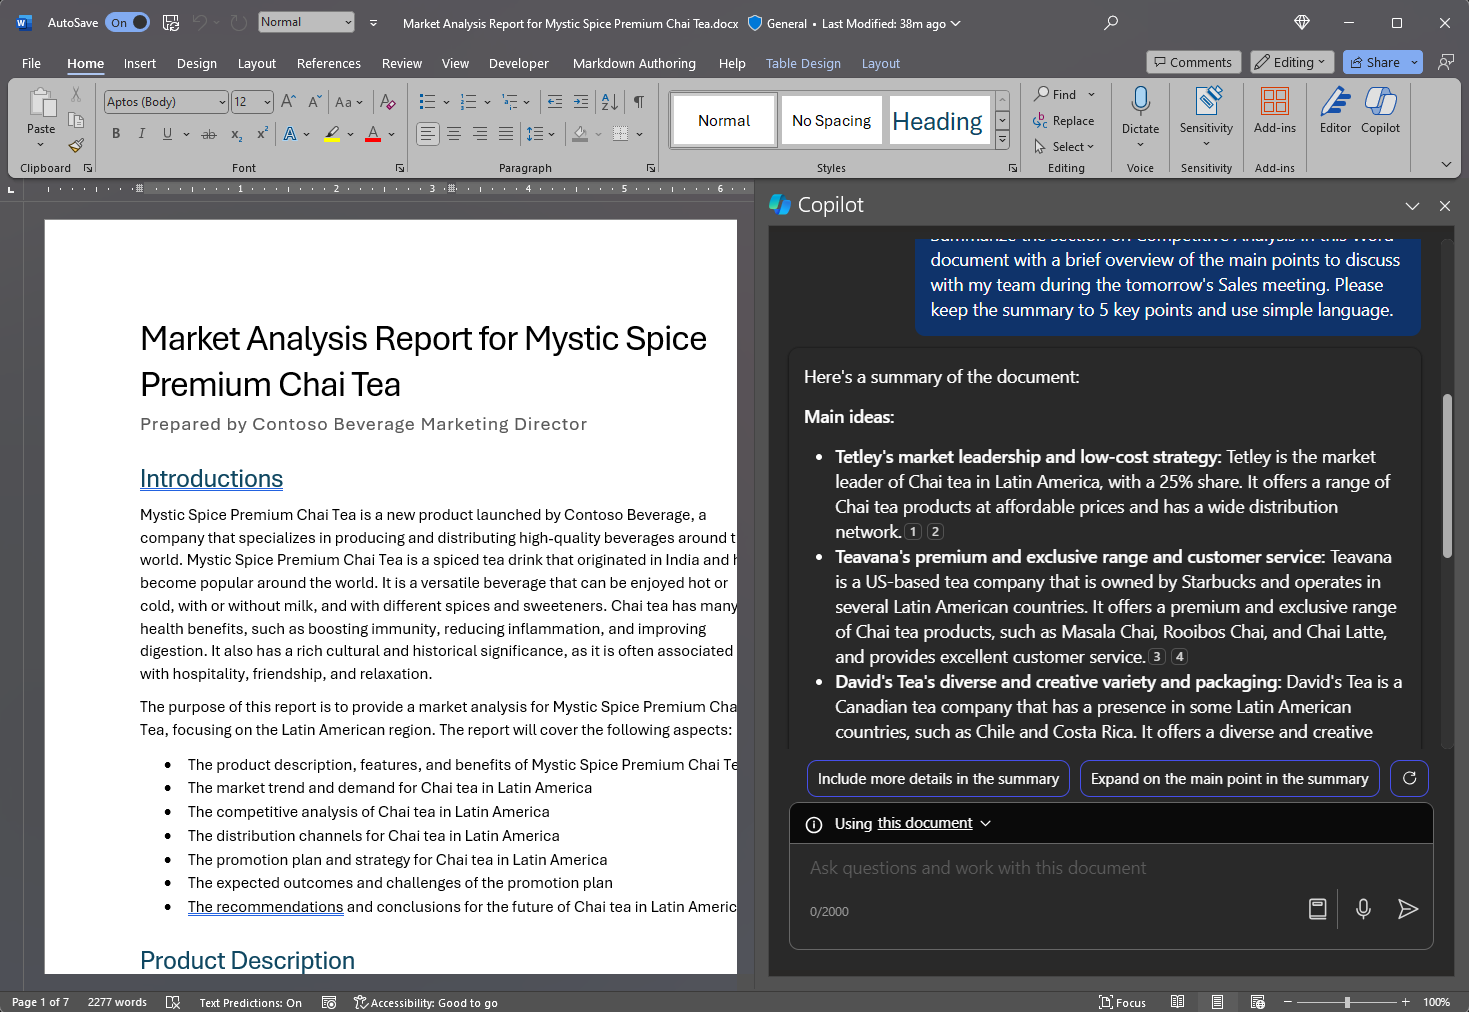 AutoSave On Normal Market Analysis Report for Mystic Spice Premium Chai Tea.docx General • Last Modified: 38m ago
File Home Insert Design Layout References Review View Developer Markdown Authoring Help Table Design Layout Comments Editing Share
Paste
Clipboard
Aptos (Body) 12
Aa
B I U ab x₂ x² A A
Font
Paragraph
Normal
No Spacing
Heading
Styles
Find
Replace
Select
Editing
Dictate
Voice
Sensitivity
Sensitivity
Add-ins
Add-ins
Editor
Copilot
1 2 3 4 5 6
Market Analysis Report for Mystic Spice
Premium Chai Tea
Prepared by Contoso Beverage Marketing Director
Introductions
Mystic Spice Premium Chai Tea is a new product launched by Contoso Beverage, a
company that specializes in producing and distributing high-quality beverages around t
world. Mystic Spice Premium Chai Tea is a spiced tea drink that originated in India and h
become popular around the world. It is a versatile beverage that can be enjoyed hot or
cold, with or without milk, and with different spices and sweeteners. Chai tea has many
health benefits, such as boosting immunity, reducing inflammation, and improving
digestion. It also has a rich cultural and historical significance, as it is often associated
with hospitality, friendship, and relaxation.
The purpose of this report is to provide a market analysis for Mystic Spice Premium Cha
Tea, focusing on the Latin American region. The report will cover the following aspects:
• The product description, features, and benefits of Mystic Spice Premium Chai Te
• The market trend and demand for Chai tea in Latin America
• The competitive analysis of Chai tea in Latin America
• The distribution channels for Chai tea in Latin America
• The promotion plan and strategy for Chai tea in Latin America
• The expected outcomes and challenges of the promotion plan
• The recommendations and conclusions for the future of Chai tea in Latin Americ
Product Description
Copilot
Summarize the section on Competitive Analysis in this Word
document with a brief overview of the main points to discuss
with my team during the tomorrow's Sales meeting. Please
keep the summary to 5 key points and use simple language.
Here's a summary of the document:
Main ideas:
• Tetley's market leadership and low-cost strategy: Tetley is the market
leader of Chai tea in Latin America, with a 25% share. It offers a range of
Chai tea products at affordable prices and has a wide distribution
network. 1 2
• Teavana's premium and exclusive range and customer service: Teavana
is a US-based tea company that is owned by Starbucks and operates in
several Latin American countries. It offers a premium and exclusive range
of Chai tea products, such as Masala Chai, Rooibos Chai, and Chai Latte,
and provides excellent customer service. 3 4
• David's Tea's diverse and creative variety and packaging: David's Tea is a
Canadian tea company that has a presence in some Latin American
countries, such as Chile and Costa Rica. It offers a diverse and creative
Include more details in the summary Expand on the main point in the summary
Using this document
Ask questions and work with this document
0/2000
Page 1 of 7 2277 words Text Predictions: On Accessibility: Good to go Focus 100%